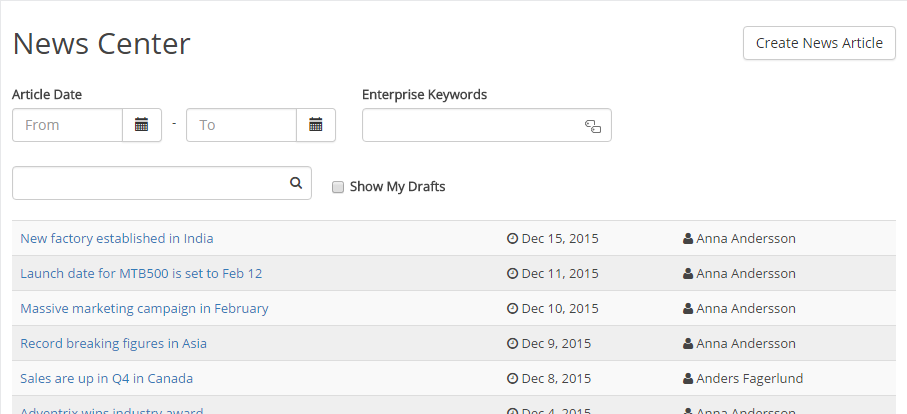 News Center
Create News Article
Article Date
Enterprise Keywords
From - To
Show My Drafts
New factory established in India Dec 15, 2015 Anna Andersson
Launch date for MTB500 is set to Feb 12 Dec 11, 2015 Anna Andersson
Massive marketing campaign in February Dec 10, 2015 Anna Andersson
Record breaking figures in Asia Dec 9, 2015 Anna Andersson
Sales are up in Q4 in Canada Dec 8, 2015 Anders Fagerlund
Adventrix wins industry award Dec 4, 2015 Anna Andersson